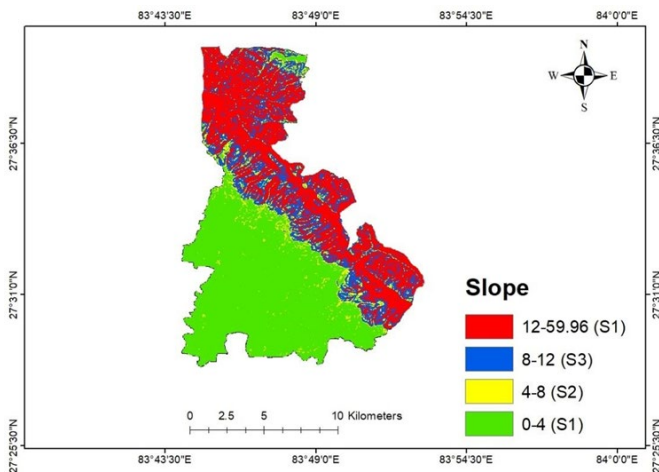 83°43'30"E 83°49'0"E 83°54'30"E 84°0'0"E
N
W E
S
27°36'30"N 27°36'30"N
27°31'0"N 27°31'0"N
Slope
12-59.96 (S1)
8-12 (S3)
4-8 (S2)
0-4 (S1)
0 2.5 5 10 Kilometers
27°25'30"N 27°25'30"N
83°43'30"E 83°49'0"E 83°54'30"E 84°0'0"E